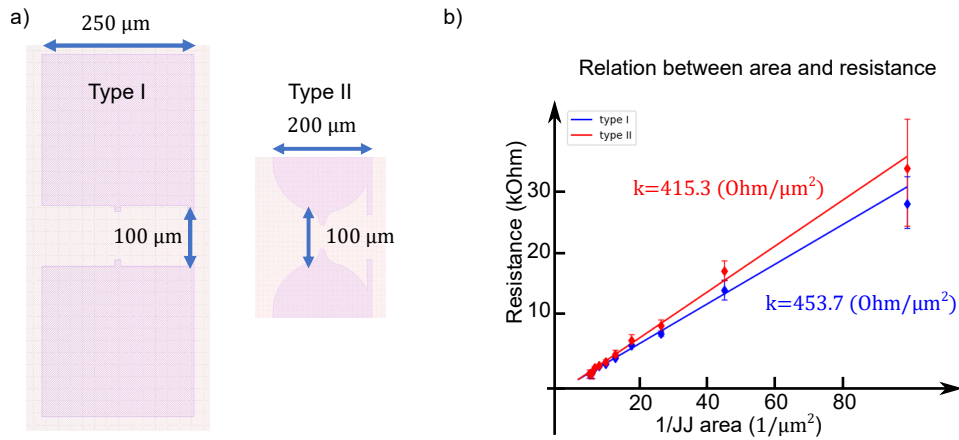 a)
250 μm
Type I
100 μm
Type II
200 μm
100 μm
b)
Relation between area and resistance
type I
type II
k=415.3 (Ohm/μm²)
k=453.7 (Ohm/μm²)
Resistance (kOhm)
30
20
10
20
40
60
80
1/JJ area (1/μm²)